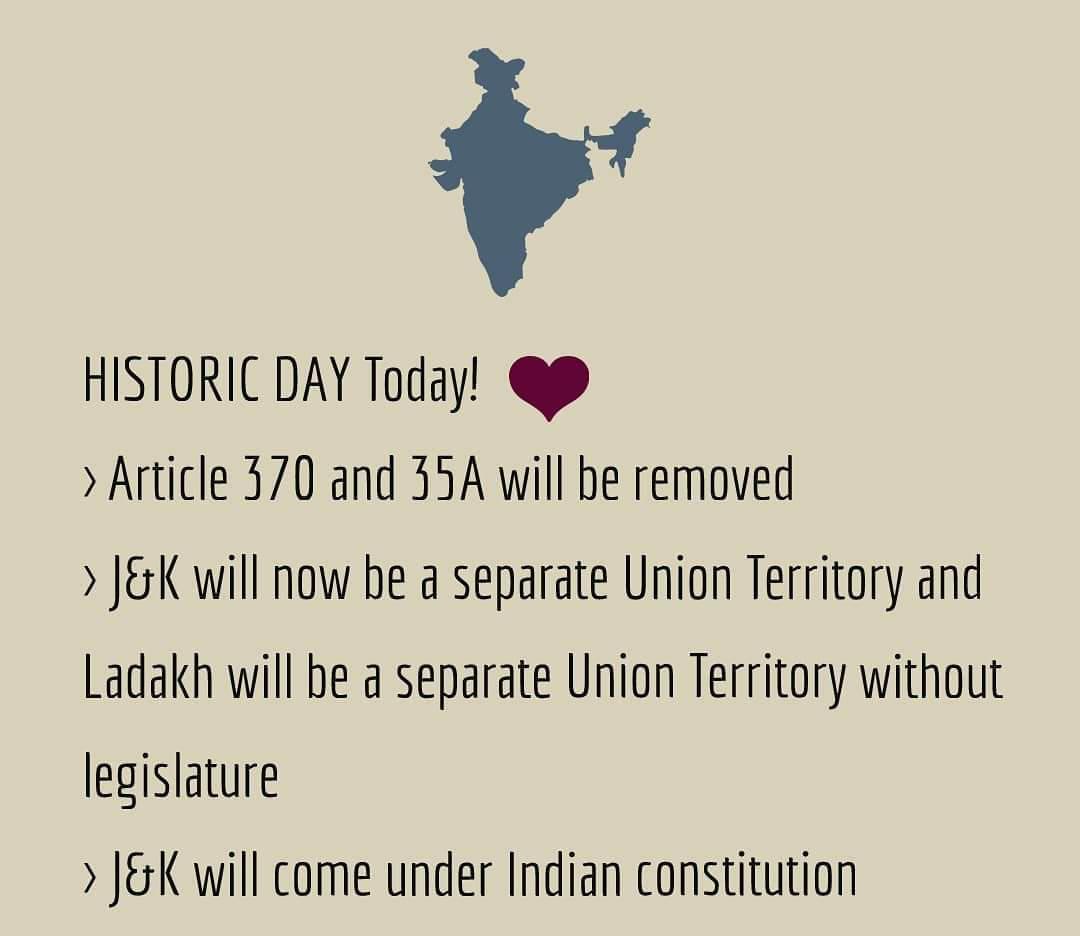 HISTORIC DAY Today!
› Article 370 and 35A will be removed
› J&K will now be a separate Union Territory and
Ladakh will be a separate Union Territory without
legislature
› J&K will come under Indian constitution